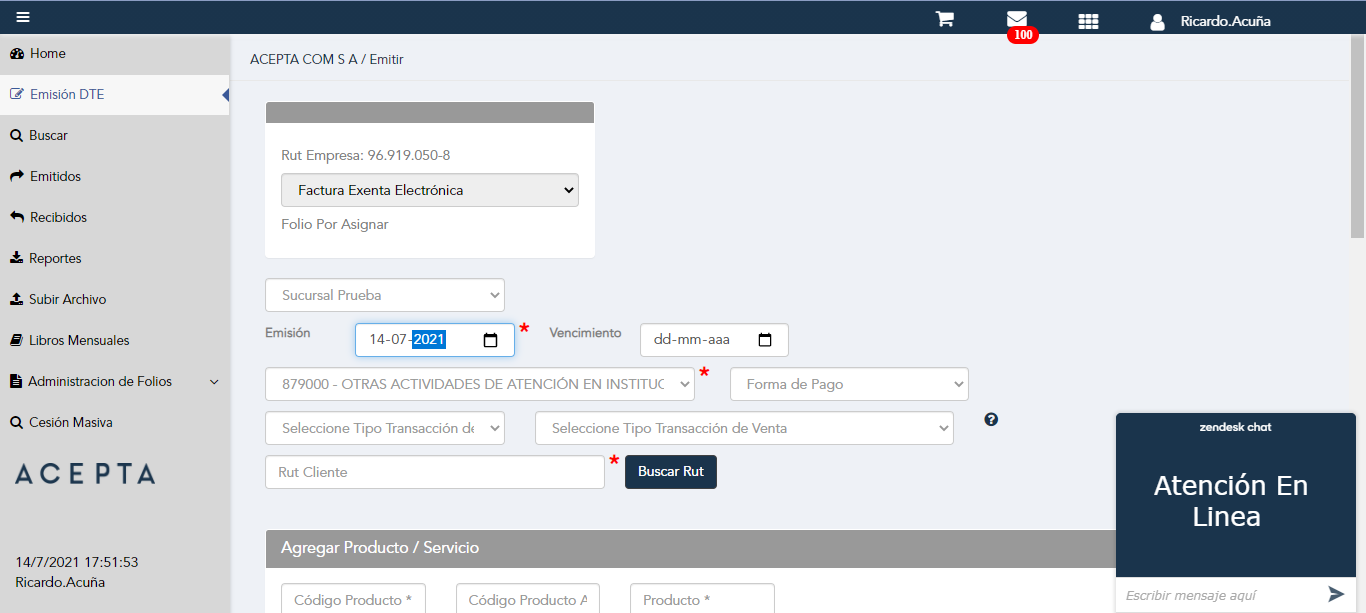 100
Ricardo.Acuña
Home
Emisión DTE
Buscar
Emitidos
Recibidos
Reportes
Subir Archivo
Libros Mensuales
Administracion de Folios
Cesión Masiva
ACEPTA
14/7/2021 17:51:53
Ricardo.Acuña
ACEPTA COM S A / Emitir
Rut Empresa: 96.919.050-8
Factura Exenta Electrónica
Folio Por Asignar
Sucursal Prueba
Emisión 14-07-2021 * Vencimiento dd-mm-aaa
879000 - OTRAS ACTIVIDADES DE ATENCIÓN EN INSTITUC * Forma de Pago
Seleccione Tipo Transacción de Seleccione Tipo Transacción de Venta ?
Rut Cliente * Buscar Rut
Agregar Producto / Servicio
Código Producto * Código Producto A Producto *
zendesk chat
Atención En
Linea
Escribir mensaje aquí